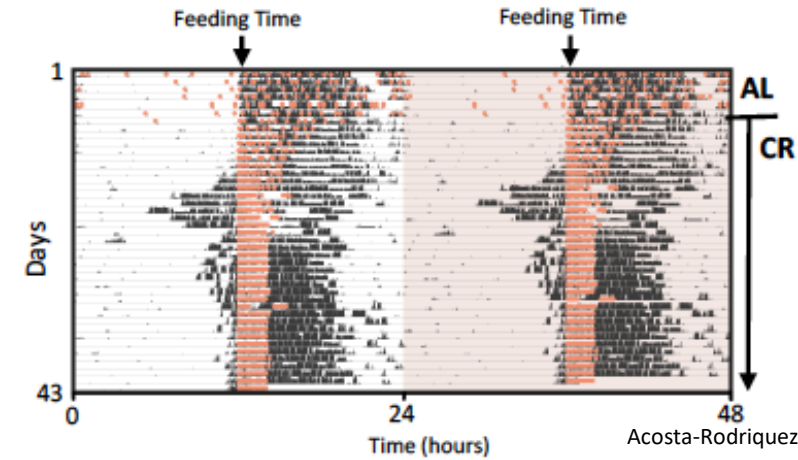 Feeding Time Feeding Time
1
AL
CR
Days
43
0 24 48
Time (hours)
Acosta-Rodriquez